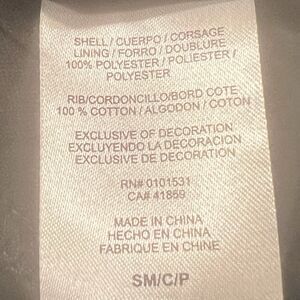 SHELL / CUERPO / CORSAGE
LINING / FORRO / DOUBLURE
100% POLYESTER / POLIESTER /
POLYESTER
RIB/CORDONCILLO/BORD COTE
100 % COTTON / ALGODON / COTON
EXCLUSIVE OF DECORATION
EXCLUYENDO LA DECORACION
EXCLUSIVE DE DECORATION
RN# 0101531
CA# 41859
MADE IN CHINA
HECHO EN CHINA
FABRIQUE EN CHINE
SM/C/P